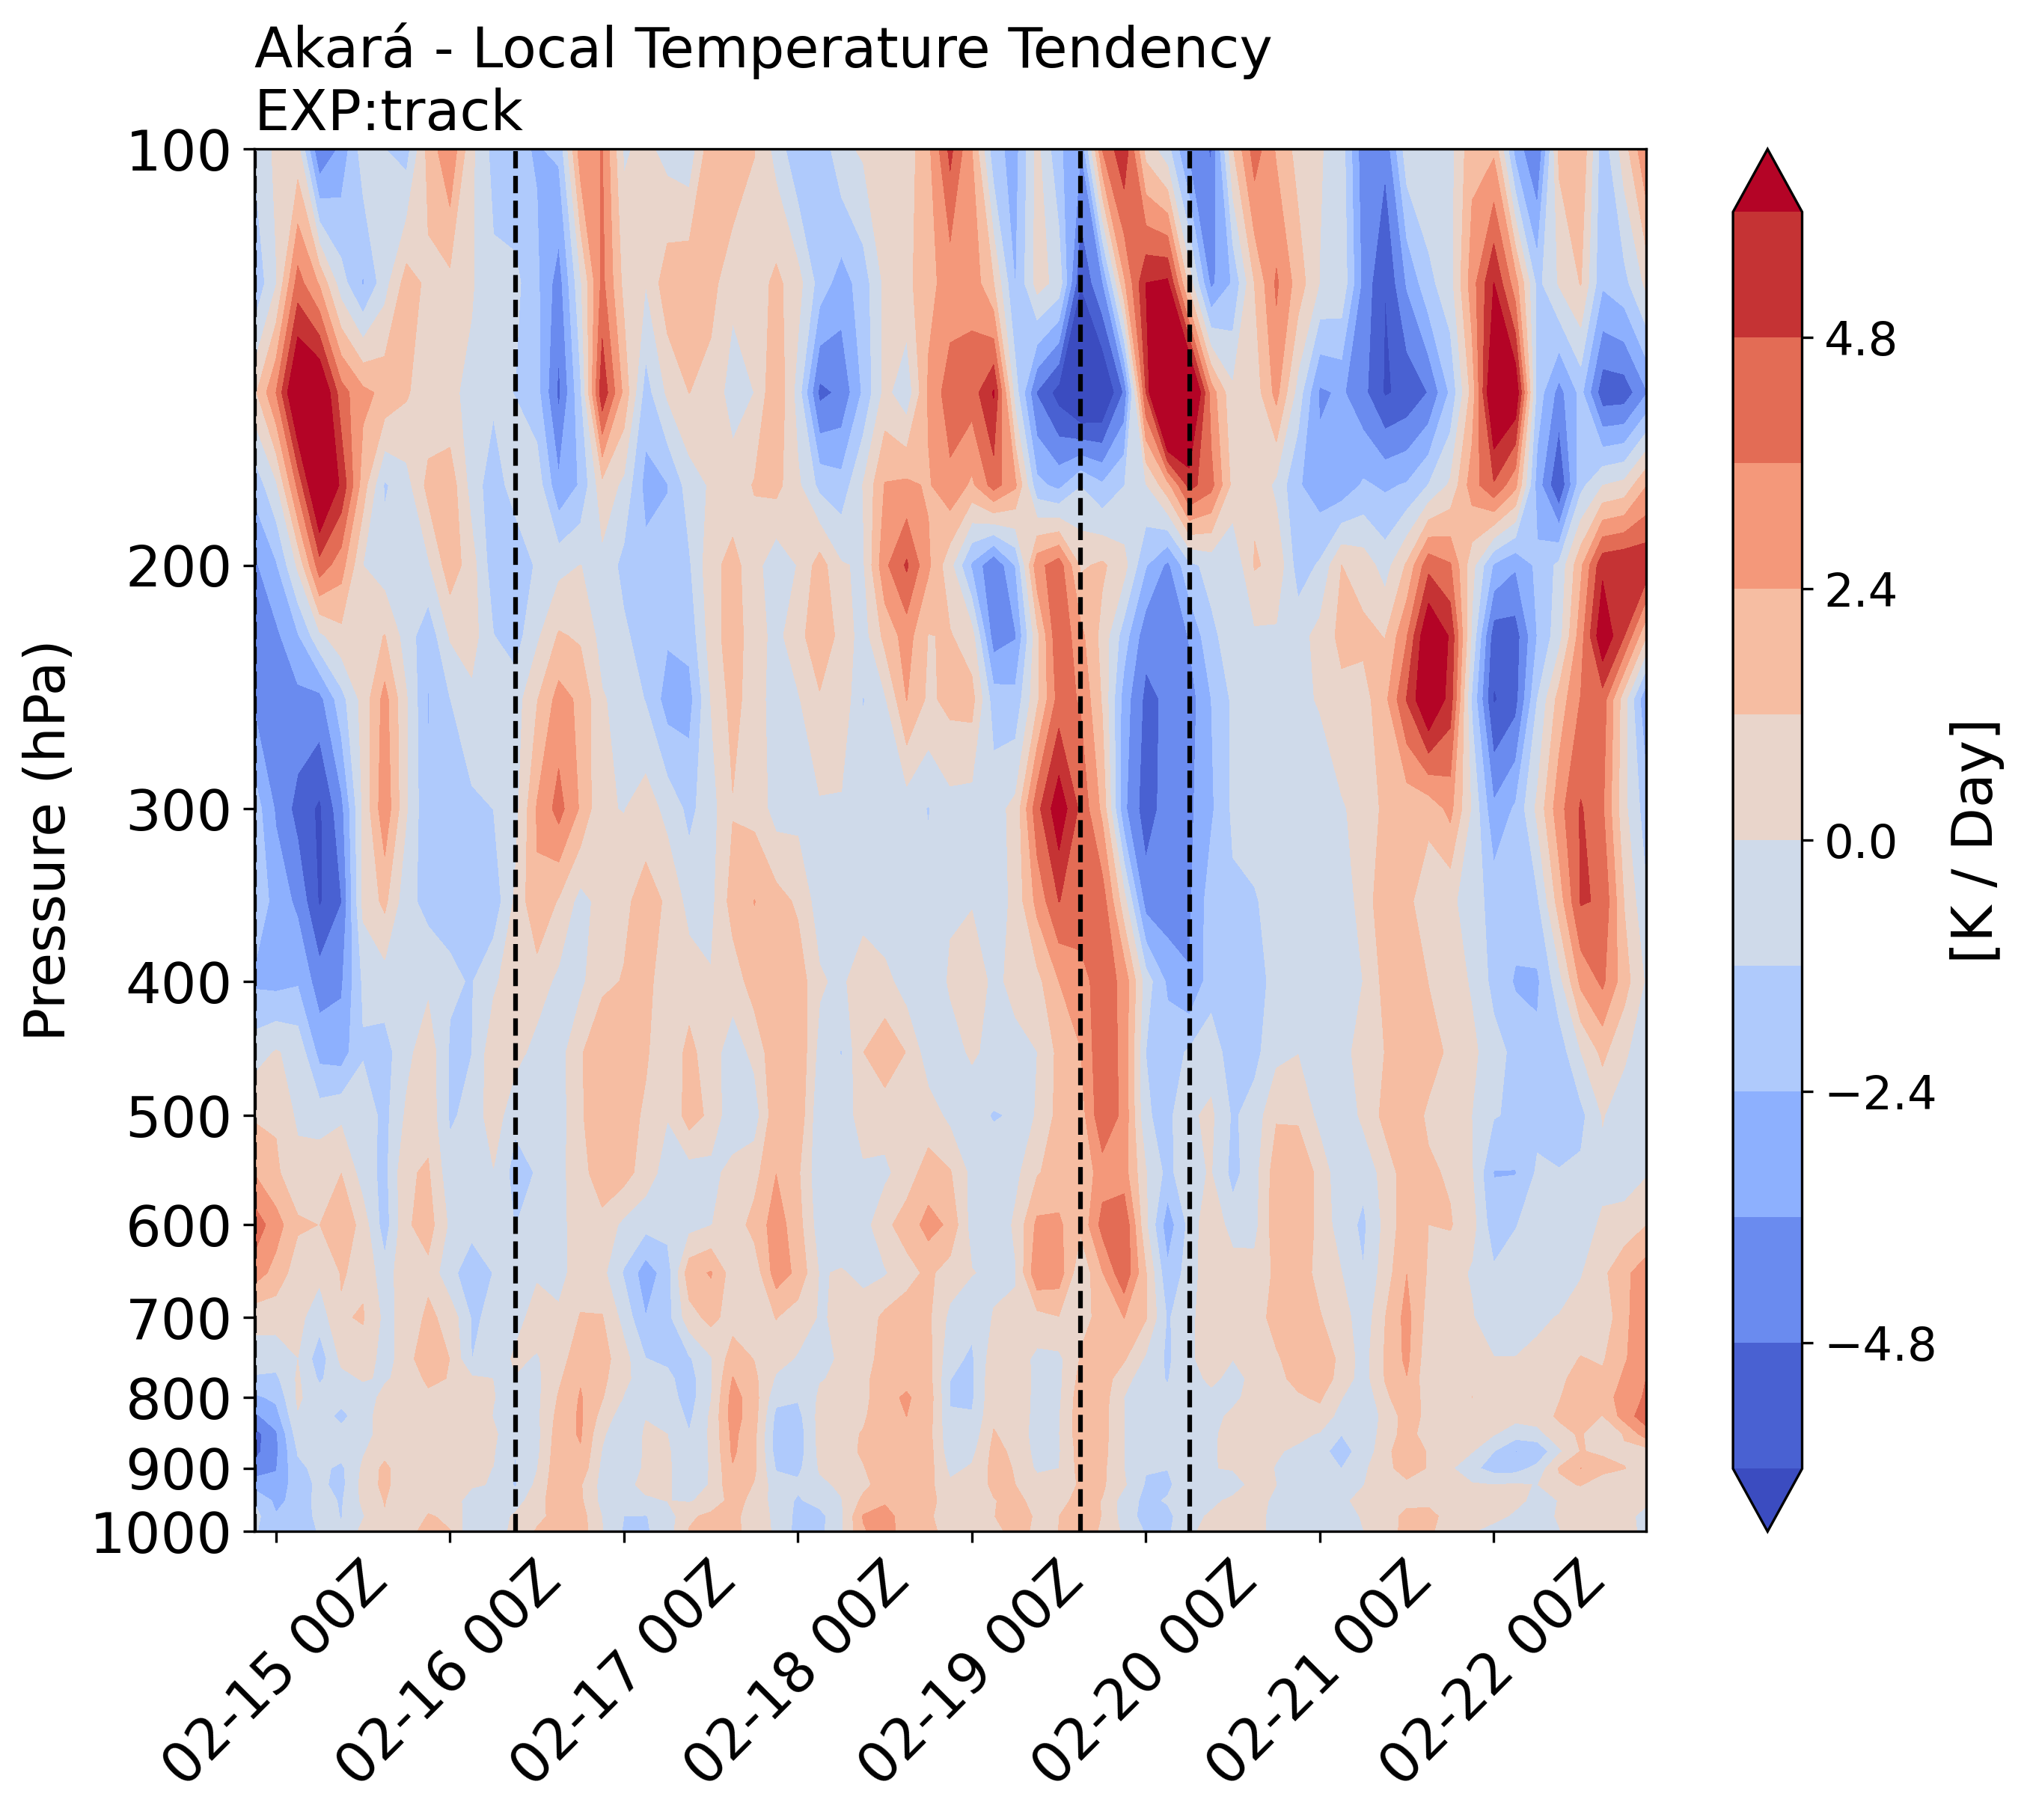 Akará - Local Temperature Tendency
EXP:track
100
200
300
400
500
600
700
800
900
1000
Pressure (hPa)
02-15 00Z
02-16 00Z
02-17 00Z
02-18 00Z
02-19 00Z
02-20 00Z
02-21 00Z
02-22 00Z
4.8
2.4
0.0
−2.4
−4.8
[K / Day]